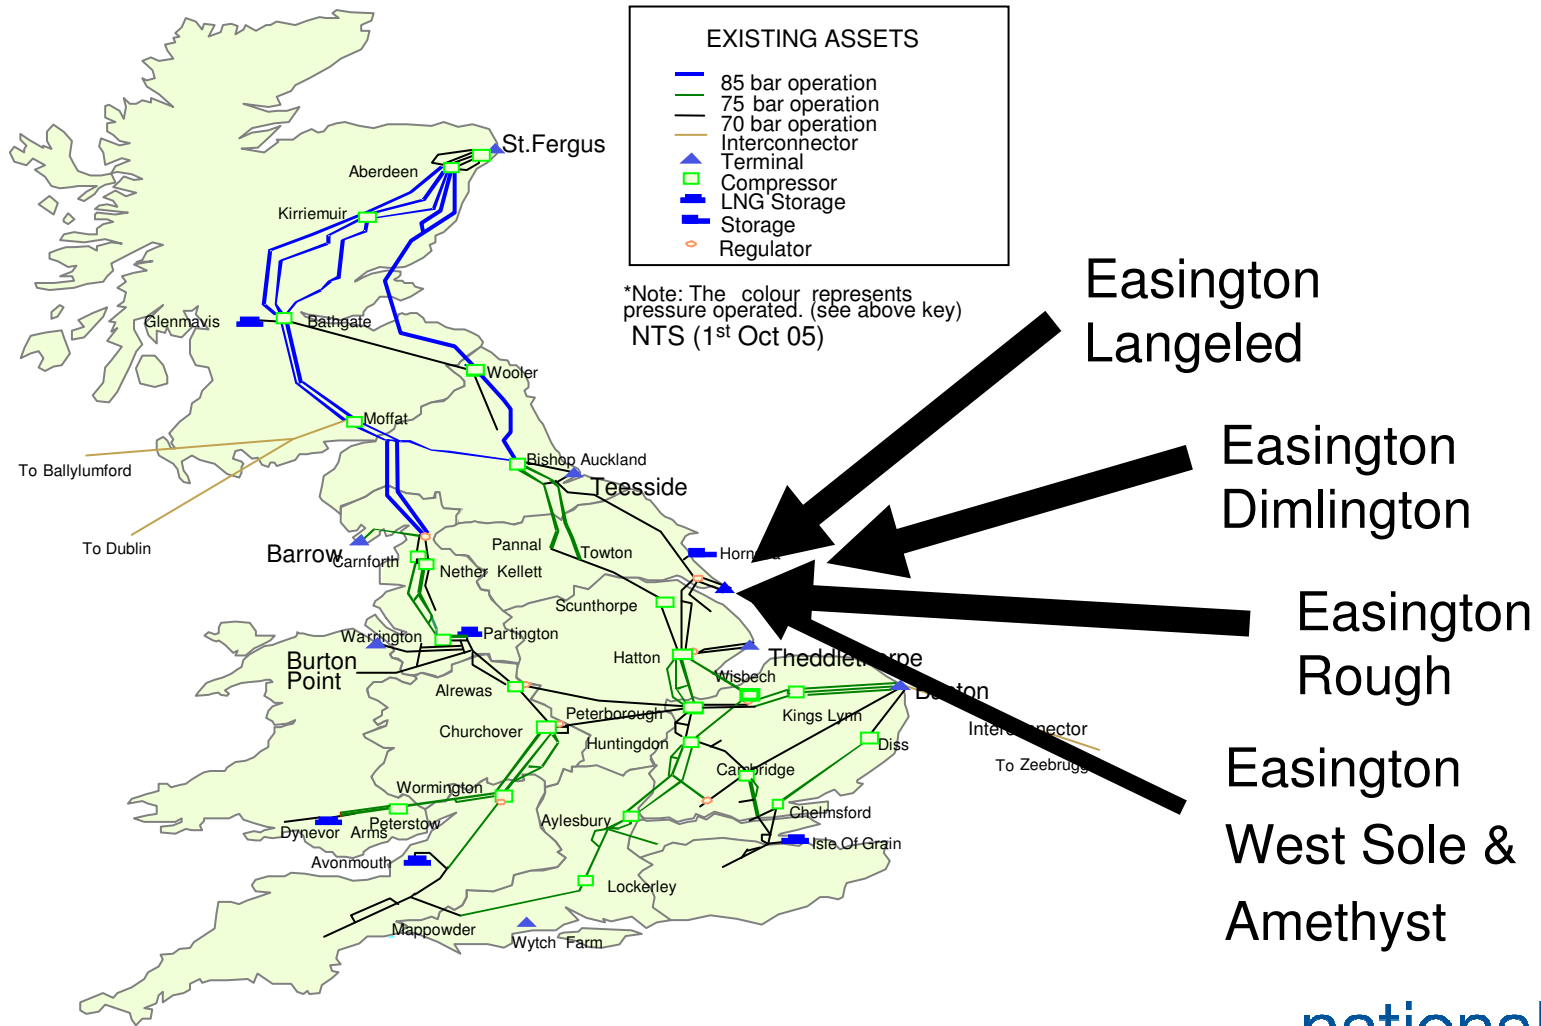 EXISTING ASSETS
85 bar operation
75 bar operation
70 bar operation
Interconnector
Terminal
Compressor
LNG Storage
Storage
Regulator
*Note: The colour represents
pressure operated. (see above key)
NTS (1st Oct 05)
St.Fergus
Aberdeen
Kirriemuir
Glenmavis
Bathgate
Wooler
Moffat
To Ballylumford
To Dublin
Bishop Auckland
Teesside
Barrow
Carnforth
Nether Kellett
Pannal
Towton
Scunthorpe
Warrington
Partington
Burton
Point
Hatton
Theddlethorpe
Wisbech
Alrewas
Peterborough
Kings Lynn
Churchover
Huntingdon
Diss
Interconnector
To Zeebrugg
Cambridge
Wormington
Chelmsford
Aylesbury
Peterstow
Dynevor Arms
Isle Of Grain
Avonmouth
Lockerley
Mappowder
Wytch Farm
Easington
Langeled
Easington
Dimlington
Easington
Rough
Easington
West Sole &
Amethyst
national